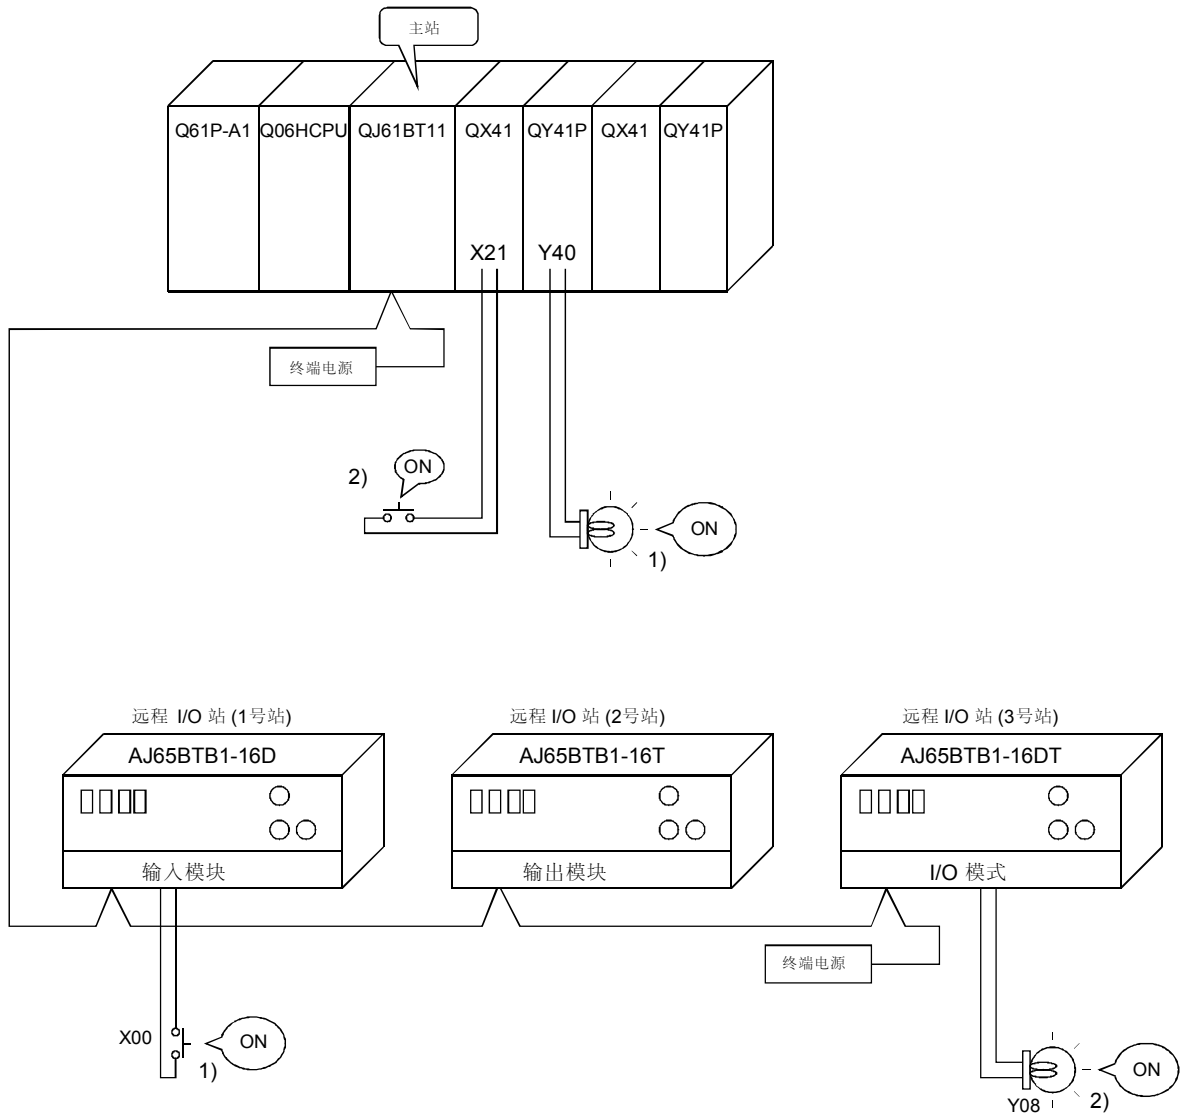 主站
Q61P-A1 Q06HCPU QJ61BT11 QX41 QY41P QX41 QY41P
X21 Y40
终端电源
2) ON
ON
1)
远程 I/O 站 (1号站) 远程 I/O 站 (2号站) 远程 I/O 站 (3号站)
AJ65BTB1-16D AJ65BTB1-16T AJ65BTB1-16DT
输入模块 输出模块 I/O 模式
终端电源
X00 ON
1)
ON
Y08 2)